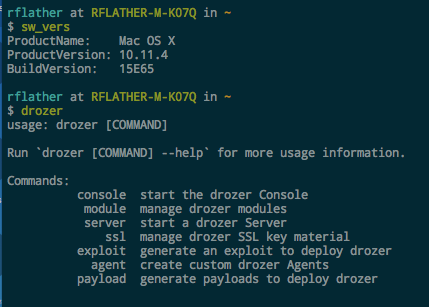 rflather at RFLATHER-M-K07Q in ~
$ sw_vers
ProductName:    Mac OS X
ProductVersion: 10.11.4
BuildVersion:   15E65

rflather at RFLATHER-M-K07Q in ~
$ drozer
usage: drozer [COMMAND]

Run `drozer [COMMAND] --help` for more usage information.

Commands:
         console  start the drozer Console
          module  manage drozer modules
          server  start a drozer Server
             ssl  manage drozer SSL key material
         exploit  generate an exploit to deploy drozer
           agent  create custom drozer Agents
         payload  generate payloads to deploy drozer